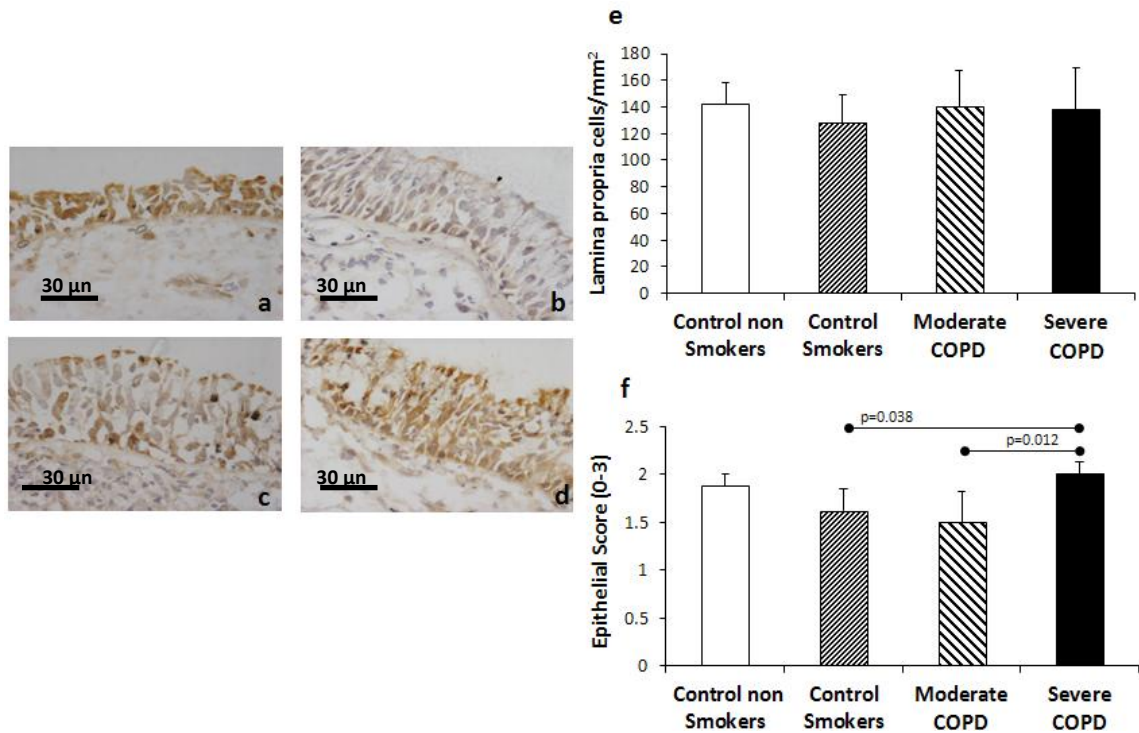 30 µn
a
30 µn
b
30 µn
c
30 µn
d
e
Lamina propria cells/mm²
180
160
140
120
100
80
60
40
20
0
Control non Smokers
Control Smokers
Moderate COPD
Severe COPD
f
Epithelial Score (0-3)
2.5
2
1.5
1
0.5
0
p=0.038
p=0.012
Control non Smokers
Control Smokers
Moderate COPD
Severe COPD